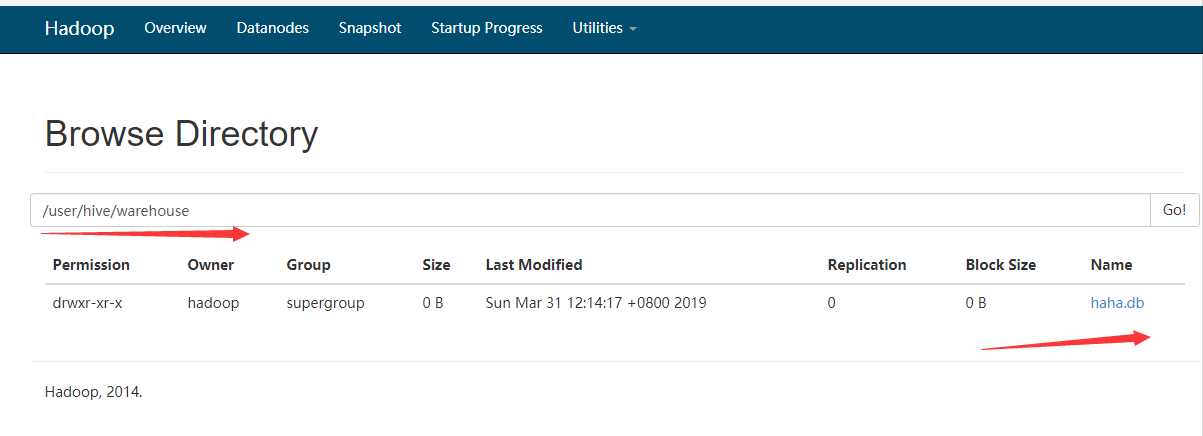 Hadoop Overview Datanodes Snapshot Startup Progress Utilities
Browse Directory
/user/hive/warehouse Go!
Permission Owner Group Size Last Modified Replication Block Size Name
drwxr-xr-x hadoop supergroup 0 B Sun Mar 31 12:14:17 +0800 2019 0 0 B haha.db
Hadoop, 2014.